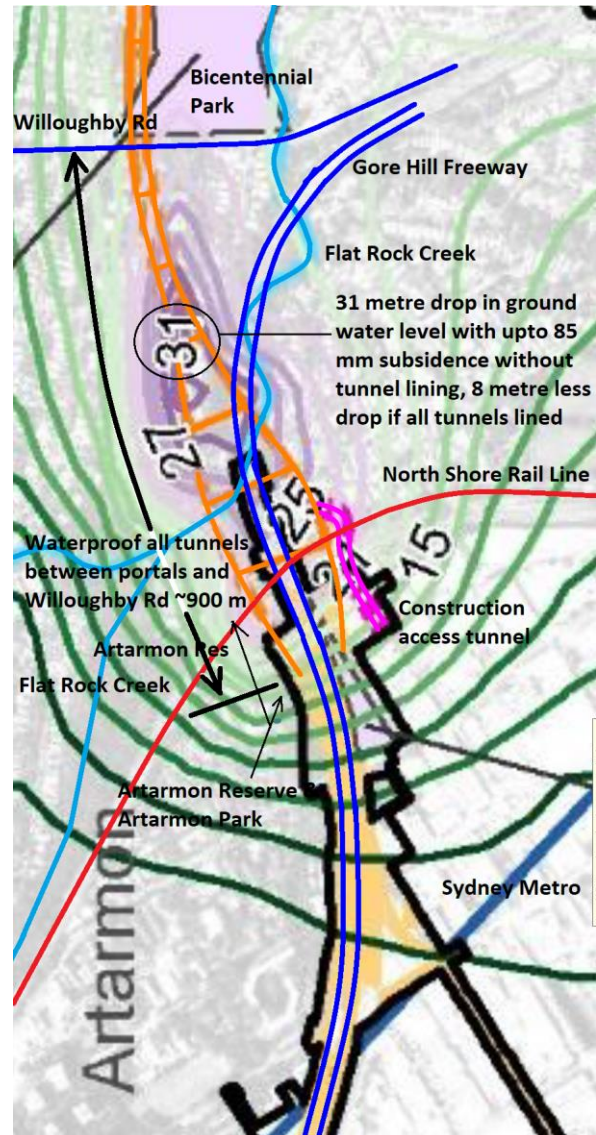 Bicentennial
Park
Willoughby Rd
Gore Hill Freeway
Flat Rock Creek
31 metre drop in ground
water level with upto 85
mm subsidence without
tunnel lining, 8 metre less
drop if all tunnels lined
31
27
North Shore Rail Line
25
21
15
Waterproof all tunnels
between portals and
Willoughby Rd ~900 m
Construction
access tunnel
Artarmon Res
Flat Rock Creek
Artarmon Reserve &
Artarmon Park
Sydney Metro
Artarmon